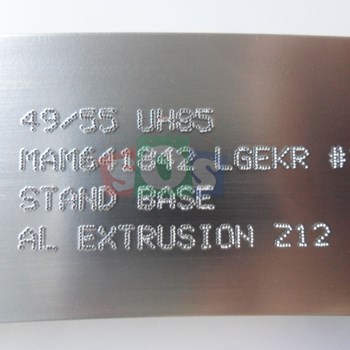 49/55 UH85
MAM641842 LGEKR #
STAND BASE
AL EXTRUSION Z12